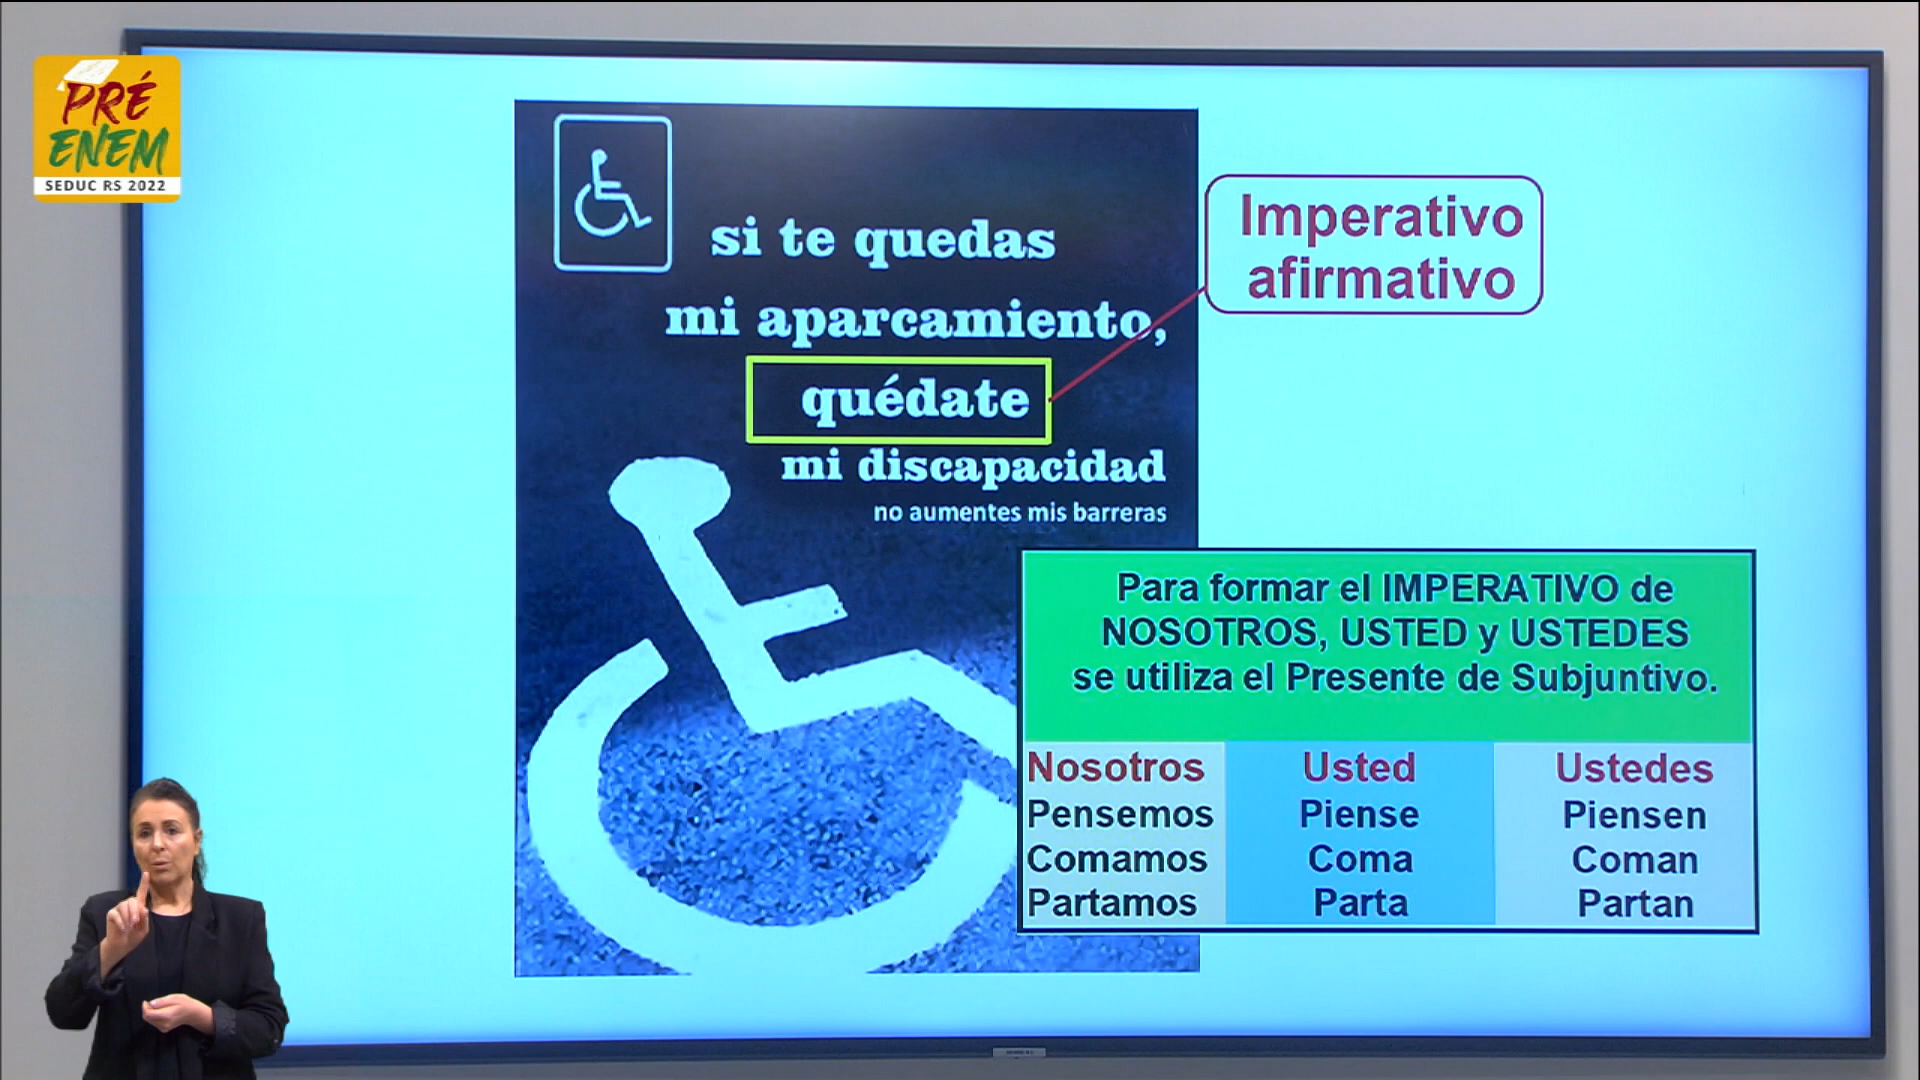 PRÉ
ENEM
SEDUC RS 2022
si te quedas
mi aparcamiento,
quédate
mi discapacidad
no aumentes mis barreras
Imperativo
afirmativo
Para formar el IMPERATIVO de
NOSOTROS, USTED y USTEDES
se utiliza el Presente de Subjuntivo.
Nosotros Usted Ustedes
Pensemos Piense Piensen
Comamos Coma Coman
Partamos Parta Partan